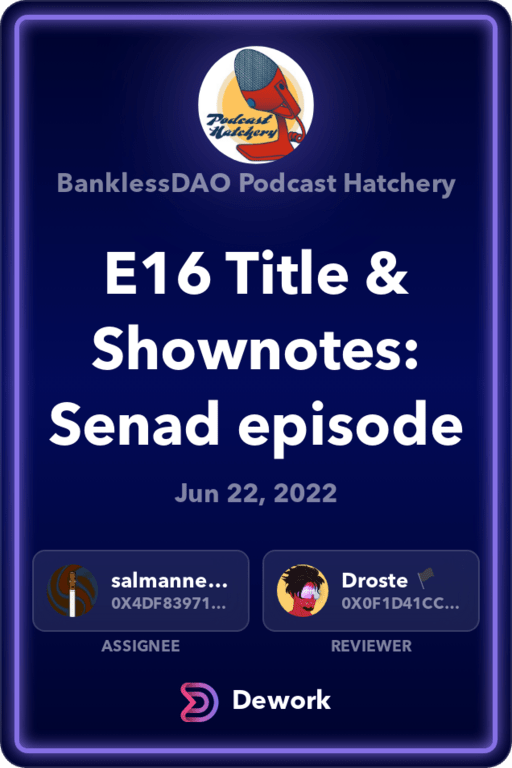 Podcast
Hatchery
BanklessDAO Podcast Hatchery
E16 Title &
Shownotes:
Senad episode
Jun 22, 2022
salmanne...
0X4DF83971...
ASSIGNEE
Droste 🏴
0X0F1D41CC...
REVIEWER
Dework